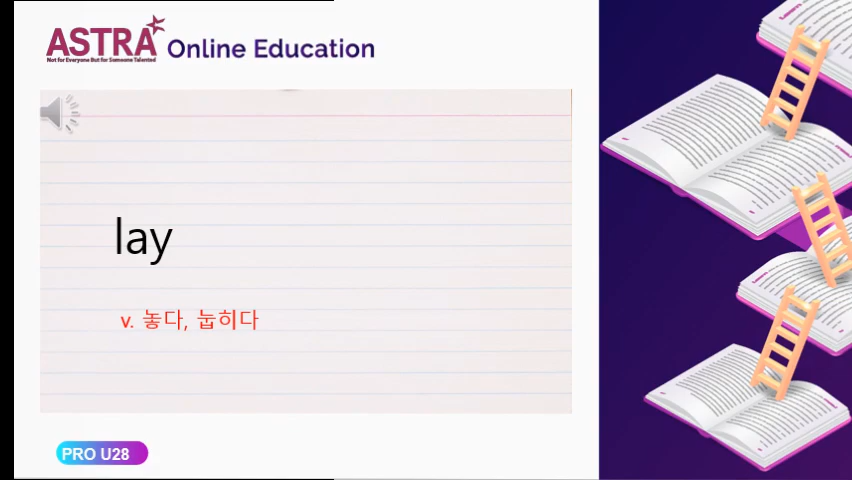 ASTRA Online Education
Not for Everyone But for Someone Talented
lay
v. 놓다, 눕히다
PRO U28